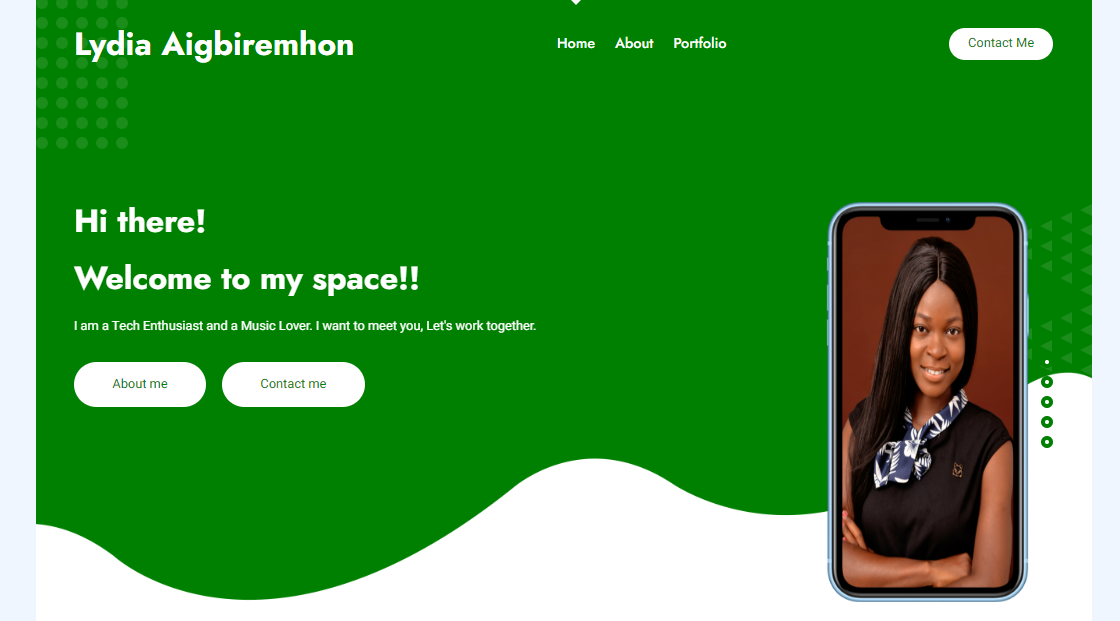 Lydia Aigbiremhon
Home About Portfolio
Contact Me
Hi there!
Welcome to my space!!
I am a Tech Enthusiast and a Music Lover. I want to meet you, Let's work together.
About me
Contact me